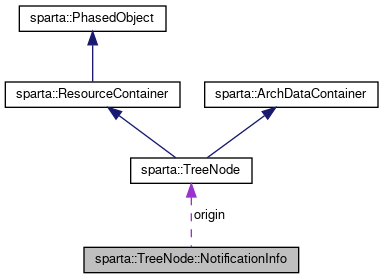 sparta::PhasedObject
sparta::ResourceContainer
sparta::ArchDataContainer
sparta::TreeNode
origin
sparta::TreeNode::NotificationInfo